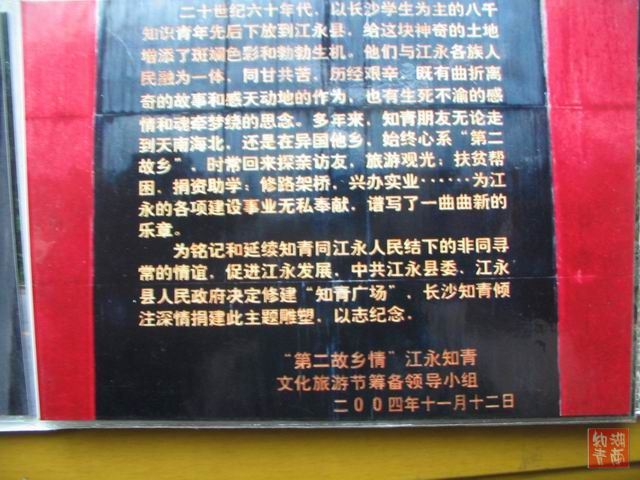 二十世纪六十年代，以长沙学生为主的八千
知识青年先后下放到江永县，给这块神奇的土地
增添了斑斓色彩和勃勃生机，他们与江永各族人
民融为一体，同甘共苦，历经艰辛，既有曲折离
奇的故事和感天动地的作为，也有生死不渝的感
情和魂牵梦绕的思念。多年来，知青朋友无论走
到天南海北，还是在异国他乡，始终心系“第二
故乡”，时常回来探亲访友，旅游观光；扶贫帮
困，捐资助学；修路架桥，兴办实业……为江
永的各项建设事业无私奉献，谱写了一曲曲新的
乐章。
为铭记和延续知青同江永人民结下的非同寻
常的情谊，促进江永发展，中共江永县委、江永
县人民政府决定修建“知青广场”，长沙知青倾
注深情捐建此主题雕塑，以志纪念。
“第二故乡情”江永知青
文化旅游节筹备领导小组
二00四年十一月十二日
湖南
知青